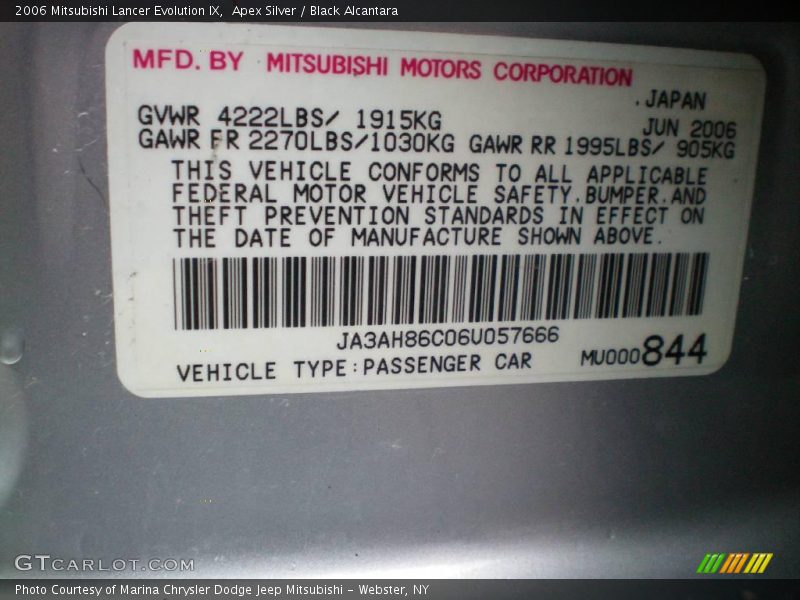 2006 Mitsubishi Lancer Evolution IX, Apex Silver / Black Alcantara
MFD. BY MITSUBISHI MOTORS CORPORATION
.JAPAN
GVWR 4222LBS/ 1915KG JUN 2006
GAWR FR 2270LBS/1030KG GAWR RR 1995LBS/ 905KG
THIS VEHICLE CONFORMS TO ALL APPLICABLE
FEDERAL MOTOR VEHICLE SAFETY.BUMPER.AND
THEFT PREVENTION STANDARDS IN EFFECT ON
THE DATE OF MANUFACTURE SHOWN ABOVE.
JA3AH86C06U057666
VEHICLE TYPE:PASSENGER CAR MU000844
GTCARLOT.COM
Photo Courtesy of Marina Chrysler Dodge Jeep Mitsubishi - Webster, NY